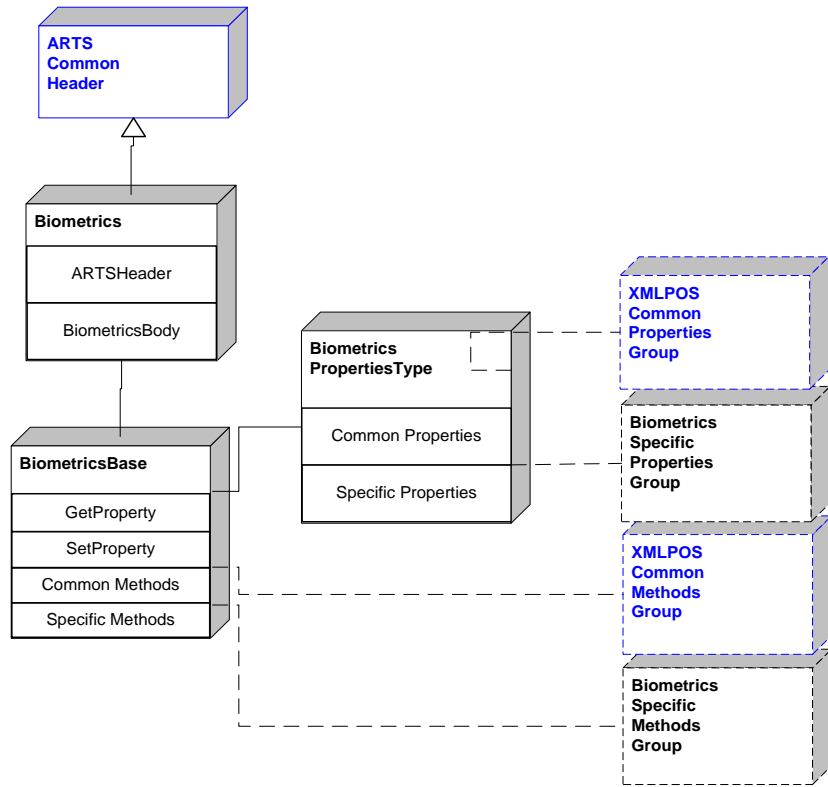 ARTS
Common
Header
Biometrics
ARTSHeader
BiometricsBody
BiometricsBase
GetProperty
SetProperty
Common Methods
Specific Methods
Biometrics
PropertiesType
Common Properties
Specific Properties
XMLPOS
Common
Properties
Group
Biometrics
Specific
Properties
Group
XMLPOS
Common
Methods
Group
Biometrics
Specific
Methods
Group